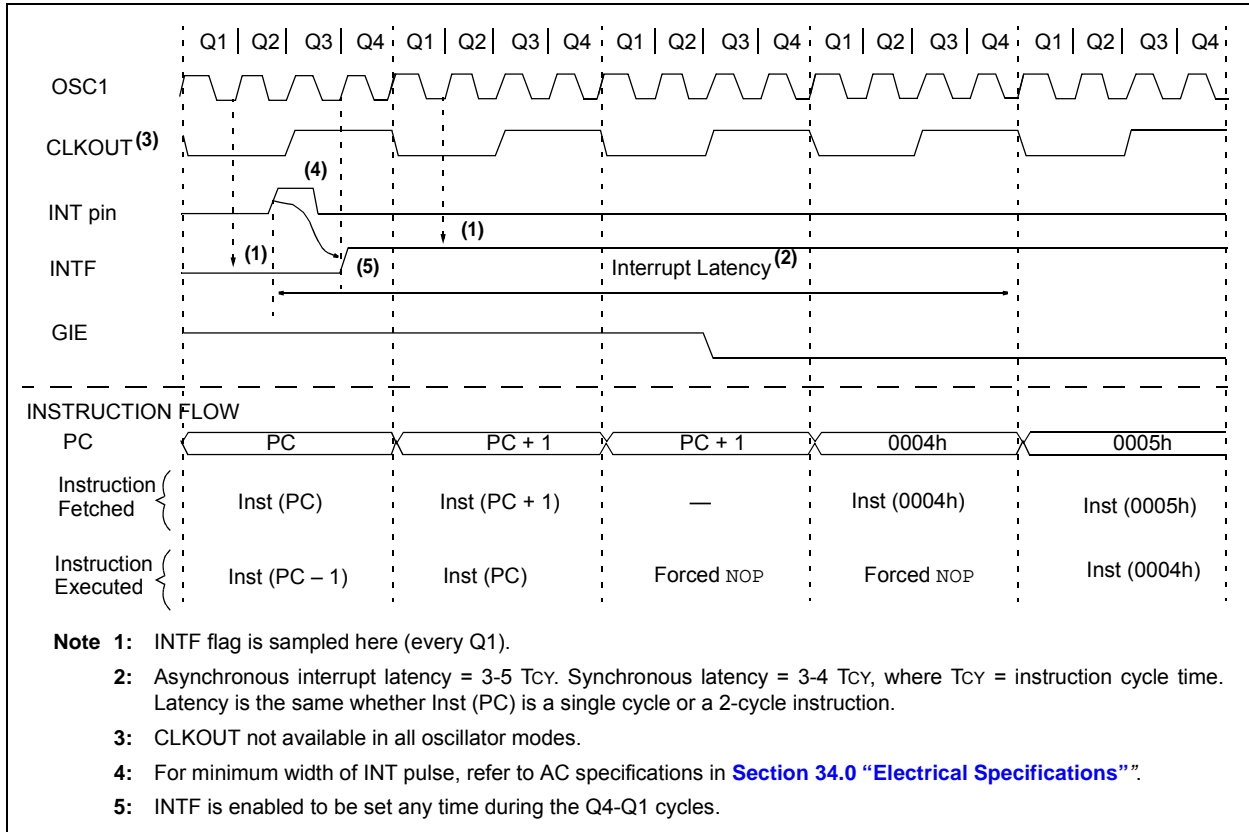 Q1 Q2 Q3 Q4 Q1 Q2 Q3 Q4 Q1 Q2 Q3 Q4 Q1 Q2 Q3 Q4 Q1 Q2 Q3 Q4
OSC1
CLKOUT (3)
(4)
INT pin
(1)
(1)
INTF
(5)
Interrupt Latency (2)
GIE
INSTRUCTION FLOW
PC PC PC + 1 PC + 1 0004h 0005h
Instruction
Fetched
Inst (PC) Inst (PC + 1) — Inst (0004h) Inst (0005h)
Instruction
Executed
Inst (PC – 1) Inst (PC) Forced NOP Forced NOP Inst (0004h)
Note 1: INTF flag is sampled here (every Q1).
2: Asynchronous interrupt latency = 3-5 TCY. Synchronous latency = 3-4 TCY, where TCY = instruction cycle time.
Latency is the same whether Inst (PC) is a single cycle or a 2-cycle instruction.
3: CLKOUT not available in all oscillator modes.
4: For minimum width of INT pulse, refer to AC specifications in Section 34.0 “Electrical Specifications””.
5: INTF is enabled to be set any time during the Q4-Q1 cycles.